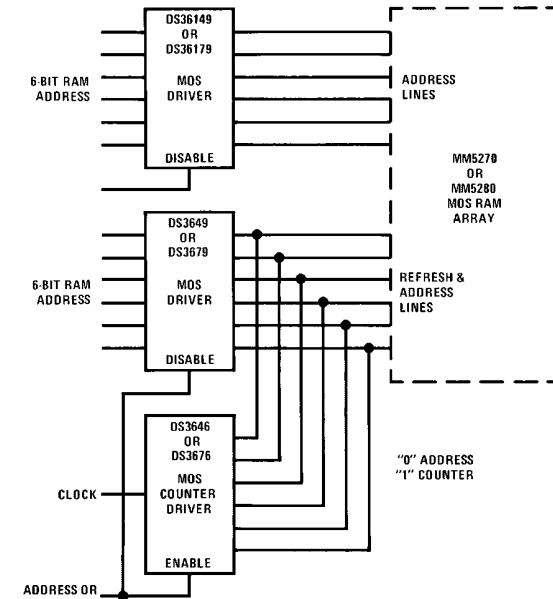 DS36149
OR
DS36179
MOS
DRIVER
DISABLE
6-BIT RAM
ADDRESS
ADDRESS
LINES
MM5270
OR
MM5280
MOS RAM
ARRAY
DS3649
OR
DS3679
MOS
DRIVER
DISABLE
6-BIT RAM
ADDRESS
REFRESH &
ADDRESS
LINES
DS3646
OR
DS3676
MOS
COUNTER
DRIVER
ENABLE
CLOCK
"0" ADDRESS
"1" COUNTER
ADDRESS OR